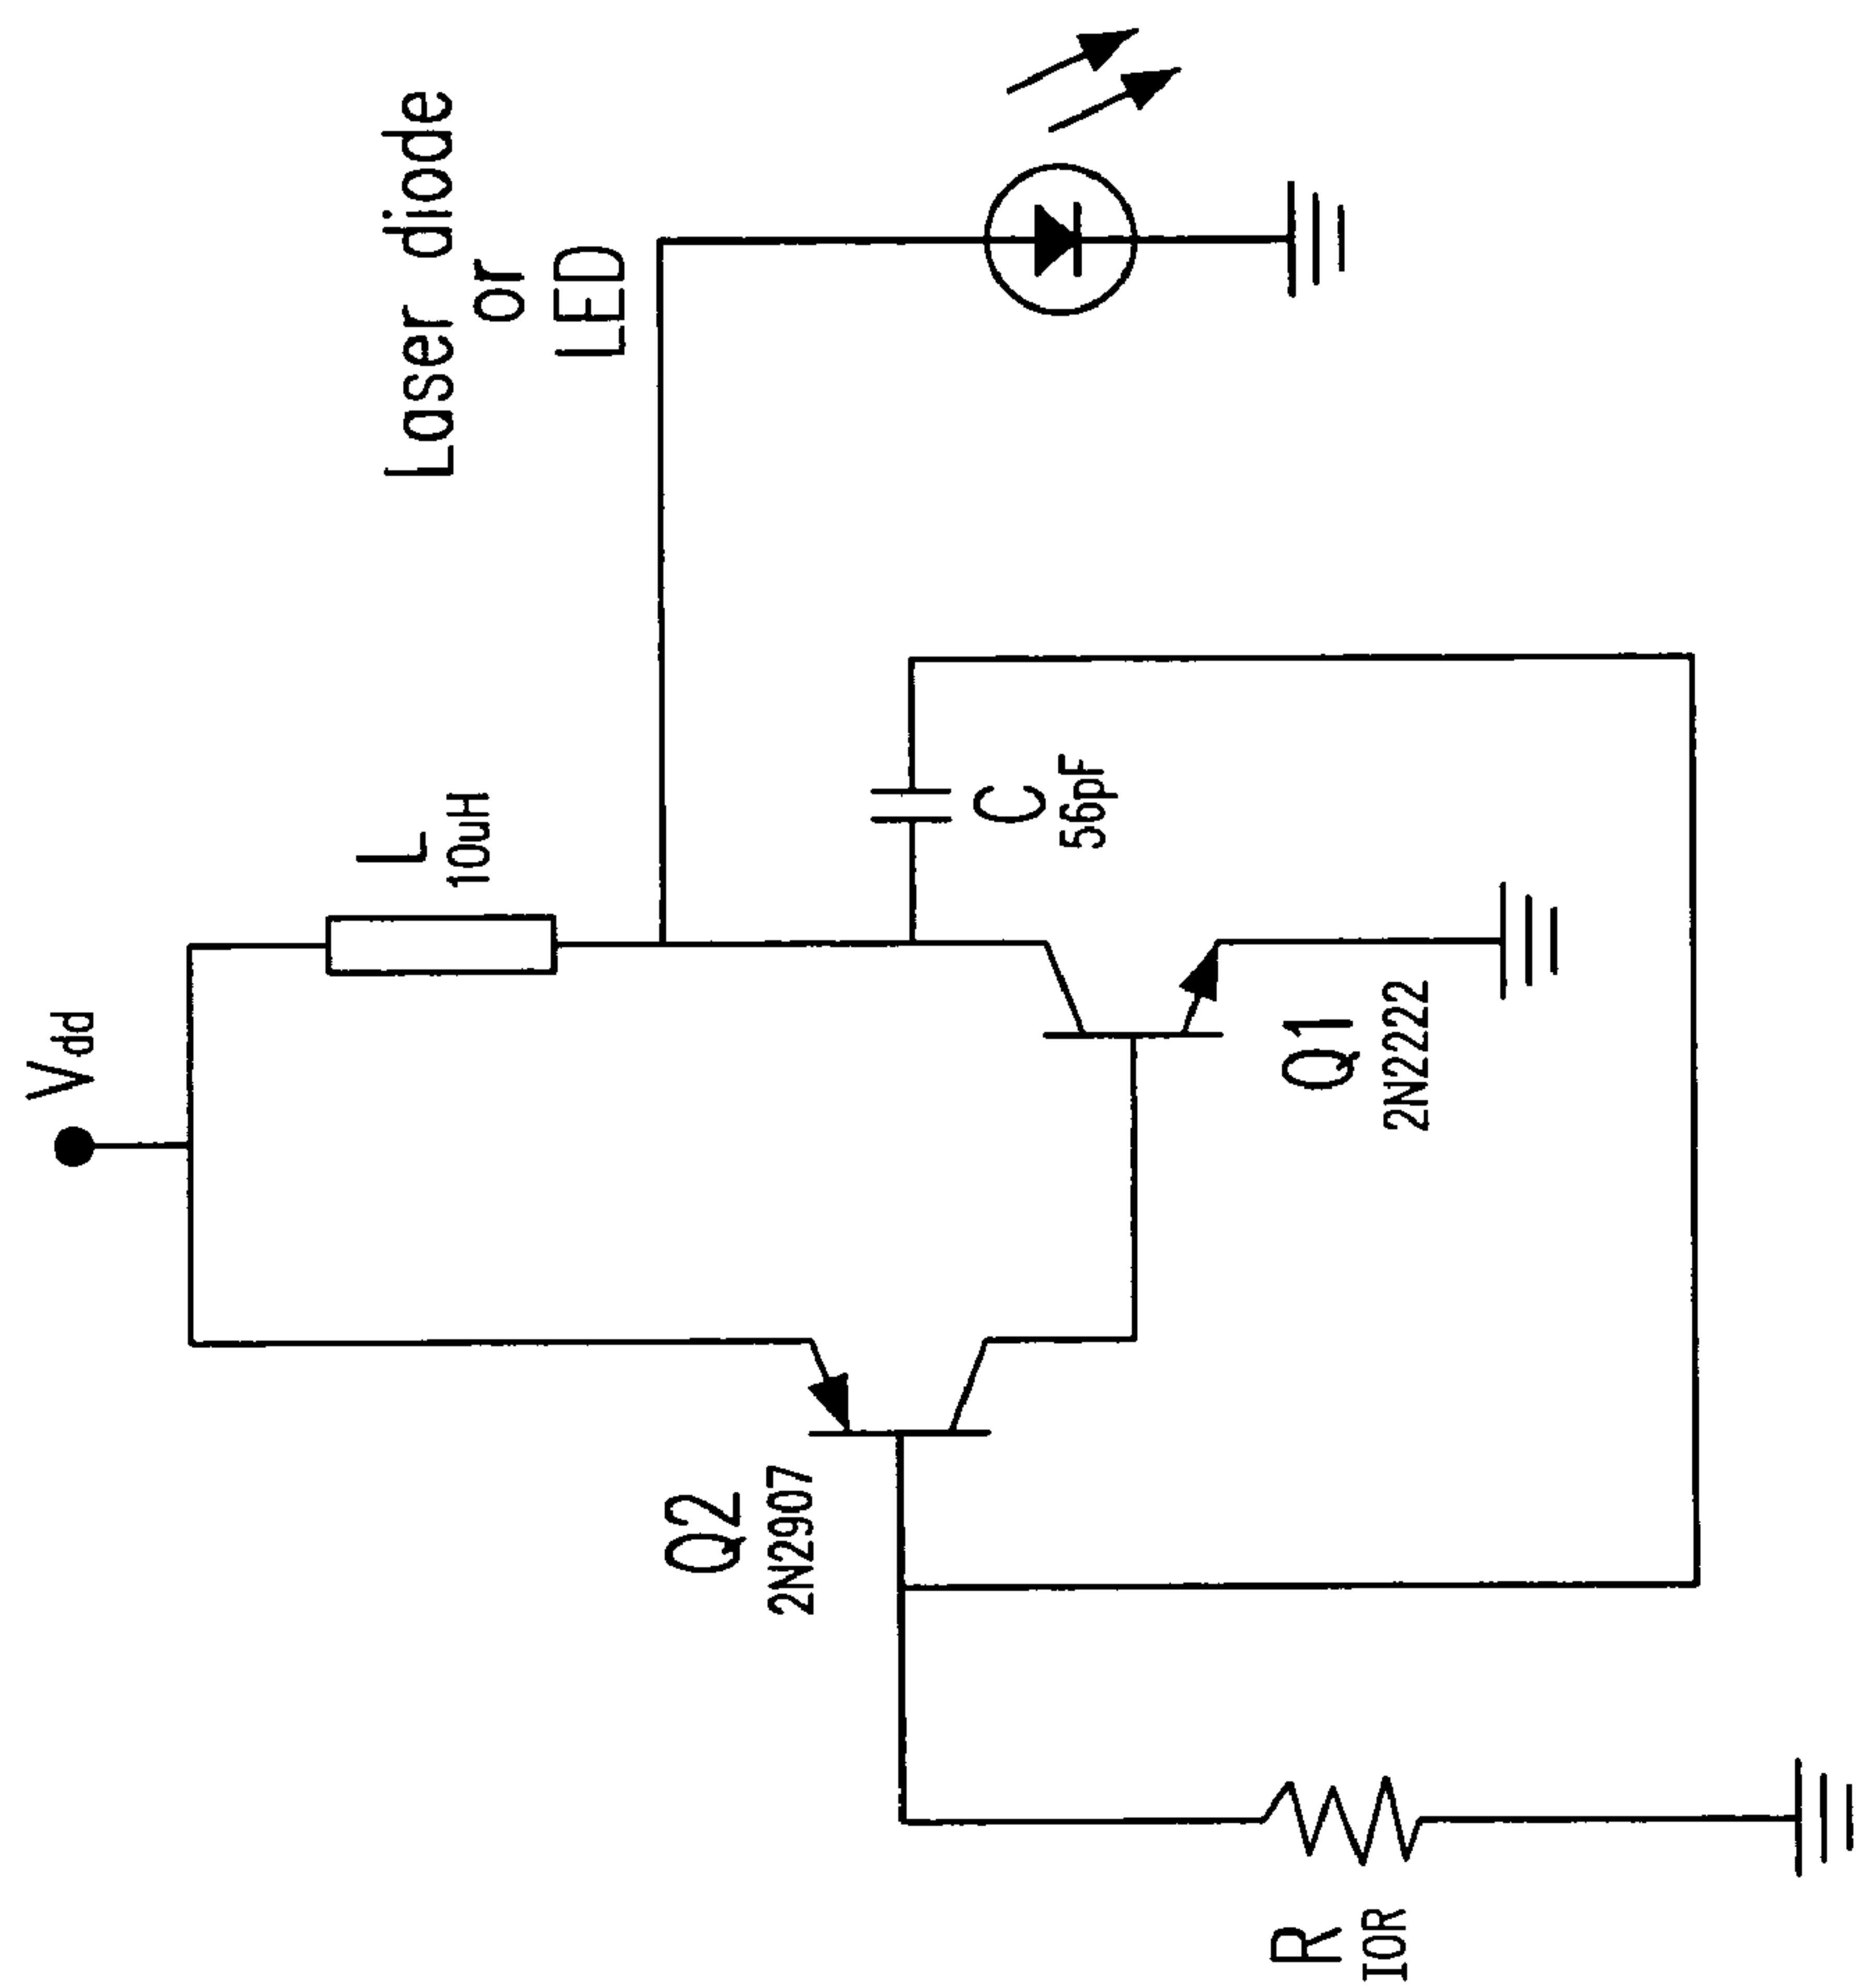 Vdd
L
10uH
Laser diode
or
LED
C
56pF
Q2
2N2907
Q1
2N2222
R
IOR